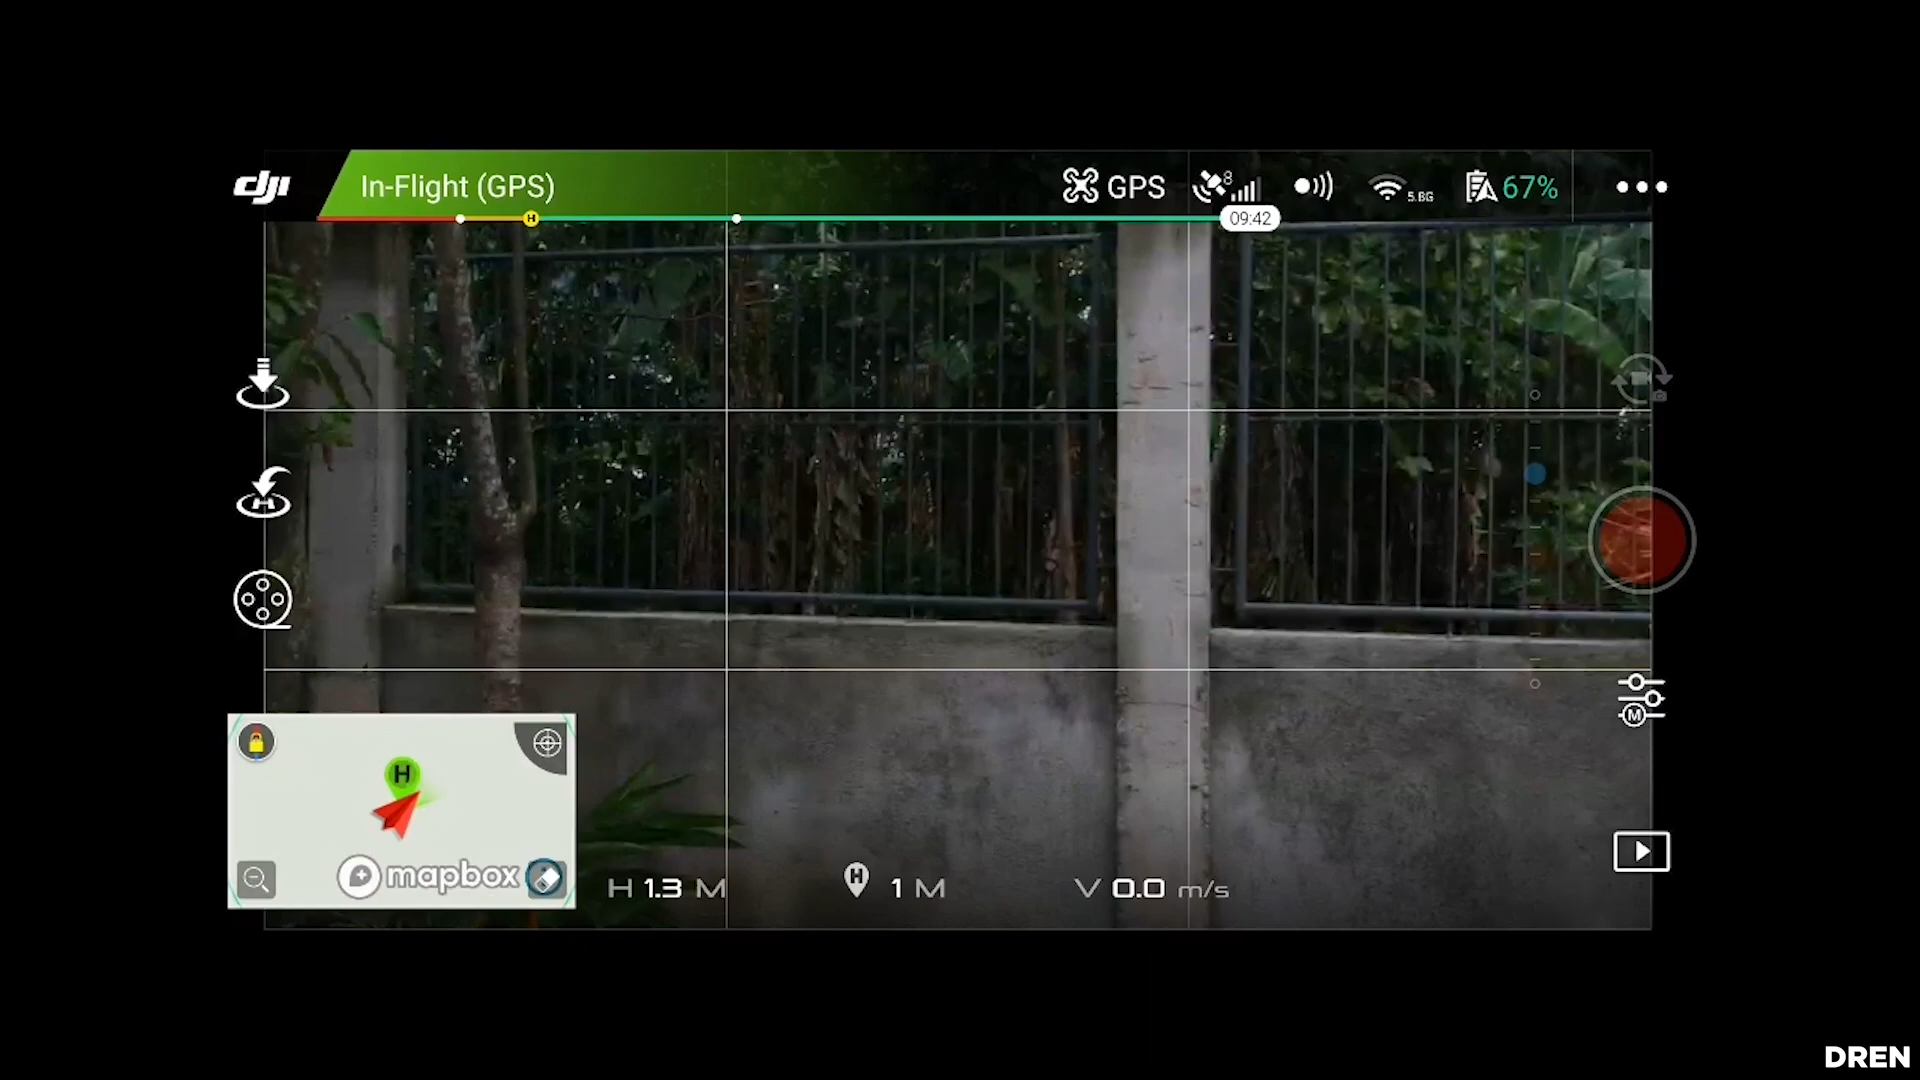 dji In-Flight (GPS) GPS 8 5.8G 67%
H 09:42
H
H
M
H
mapbox H 1.3 M H 1 M V 0.0 m/s
DREN